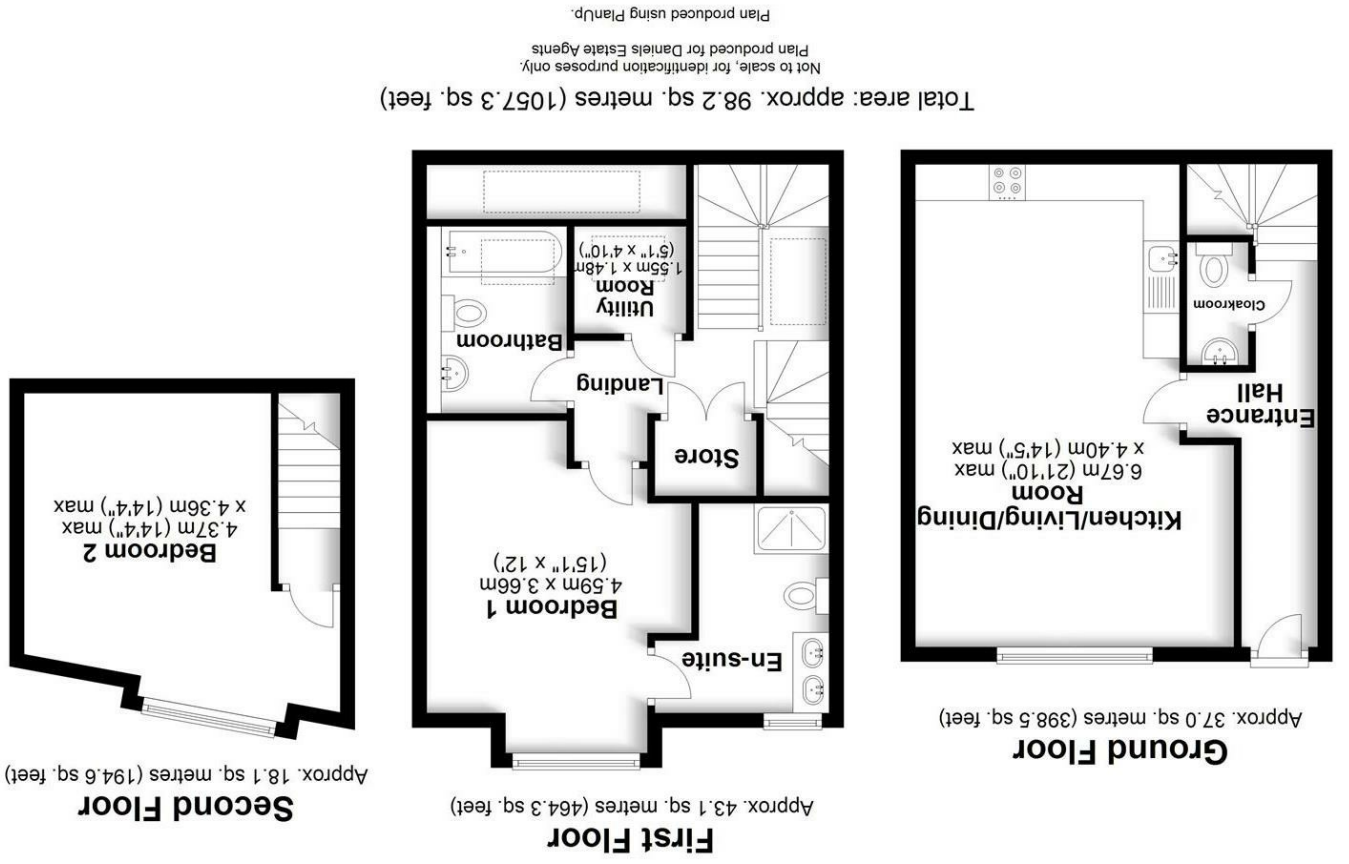 Ground Floor
Approx. 37.0 sq. metres (398.5 sq. feet)
Kitchen/Living/Dining
Room
6.67m (21'10") max
x 4.40m (14'5") max
Entrance
Hall
Cloakroom
First Floor
Approx. 43.1 sq. metres (464.3 sq. feet)
En-suite
Bedroom 1
4.59m x 3.66m
(15'1" x 12')
Store
Landing
Bathroom
Utility
Room
1.55m x 1.48m
(5'1" x 4'10")
Second Floor
Approx. 18.1 sq. metres (194.6 sq. feet)
Bedroom 2
4.37m (14'4") max
x 4.36m (14'4") max
Total area: approx. 98.2 sq. metres (1057.3 sq. feet)
Not to scale, for identification purposes only.
Plan produced for Daniels Estate Agents
Plan produced using PlanUp.